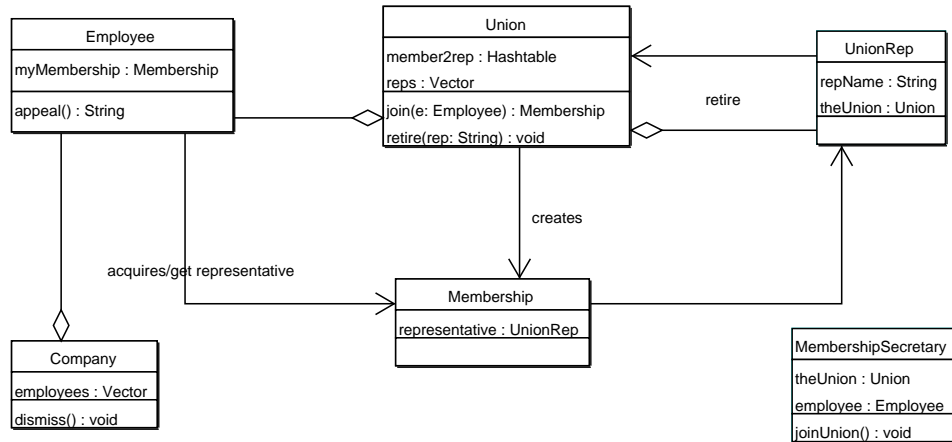 Employee
myMembership : Membership
appeal() : String
Union
member2rep : Hashtable
reps : Vector
join(e: Employee) : Membership
retire(rep: String) : void
UnionRep
repName : String
theUnion : Union
retire
creates
acquires/get representative
Membership
representative : UnionRep
Company
employees : Vector
dismiss() : void
MembershipSecretary
theUnion : Union
employee : Employee
joinUnion() : void